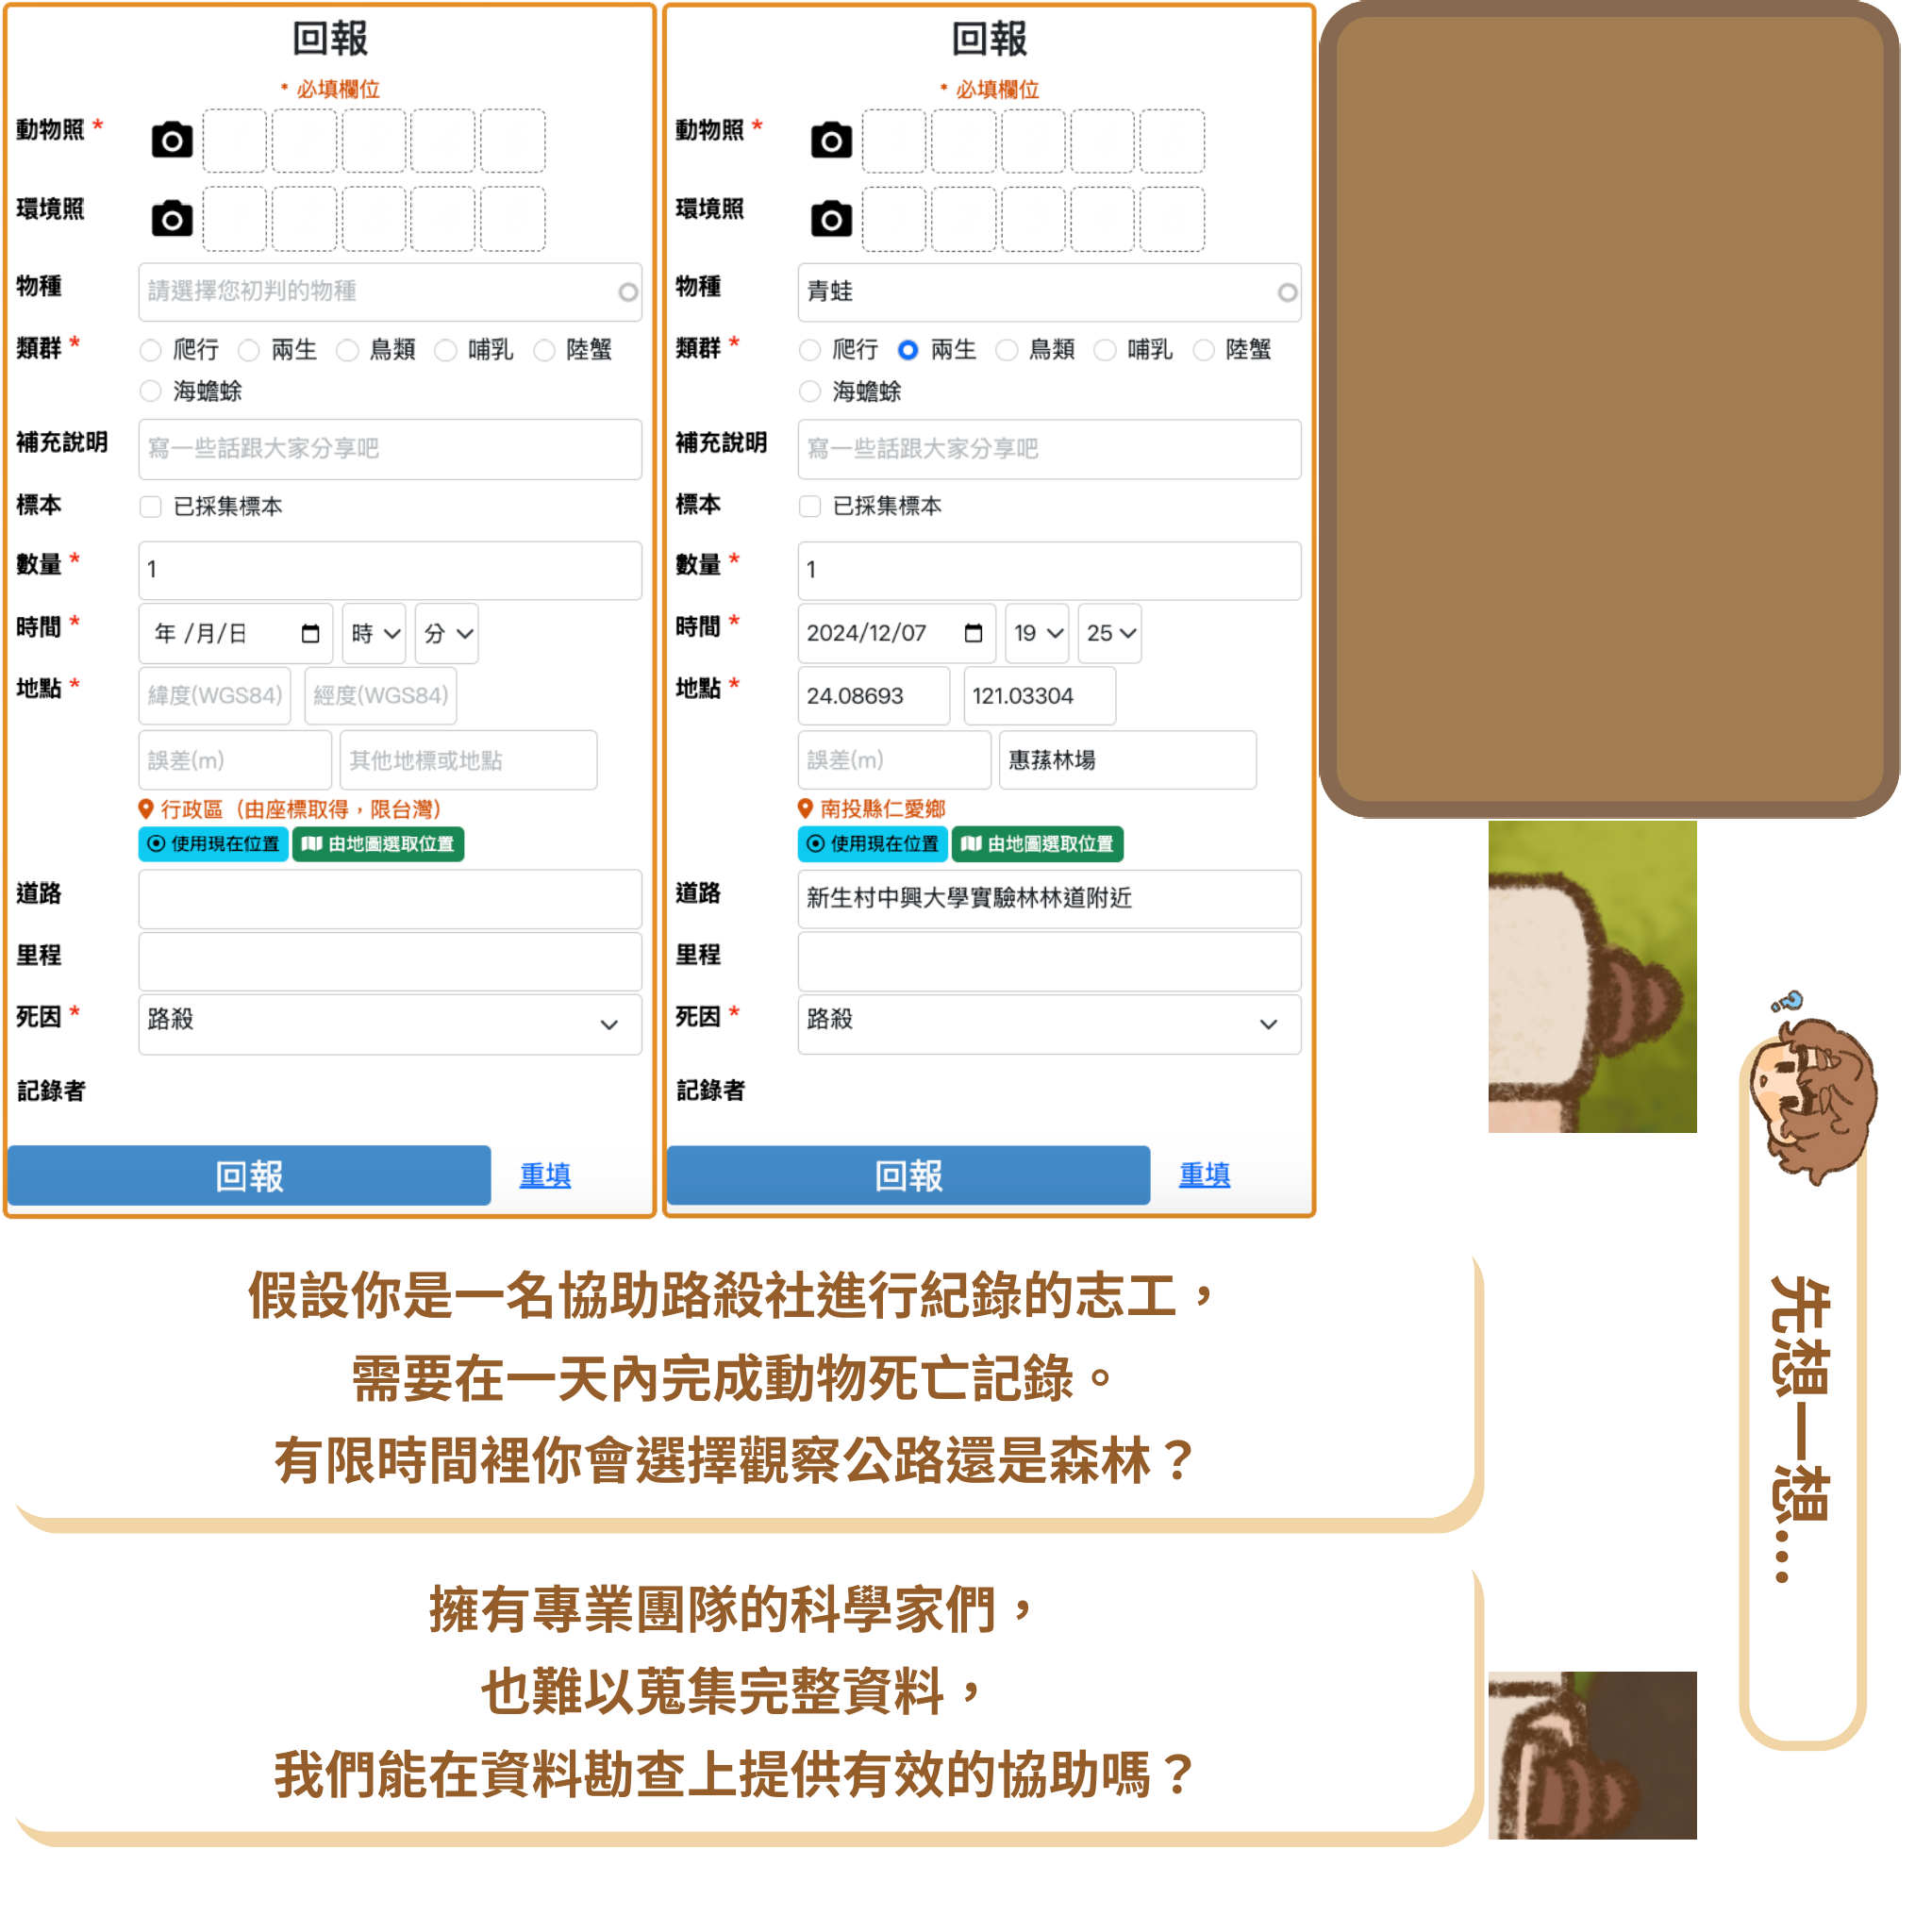 回報
* 必填欄位
動物照 *
環境照
物種
請選擇您初判的物種
類群 *
爬行 兩生 鳥類 哺乳 陸蟹
海蟾蜍
補充說明
寫一些話跟大家分享吧
標本
已採集標本
數量 *
1
時間 *
年 /月/日 時 分
地點 *
緯度(WGS84) 經度(WGS84)
誤差(m) 其他地標或地點
行政區（由座標取得，限台灣）
使用現在位置 由地圖選取位置
道路
里程
死因 *
路殺
記錄者
回報 重填
回報
* 必填欄位
動物照 *
環境照
物種
青蛙
類群 *
爬行 兩生 鳥類 哺乳 陸蟹
海蟾蜍
補充說明
寫一些話跟大家分享吧
標本
已採集標本
數量 *
1
時間 *
2024/12/07 19 25
地點 *
24.08693 121.03304
誤差(m) 惠蓀林場
南投縣仁愛鄉
使用現在位置 由地圖選取位置
道路
新生村中興大學實驗林林道附近
里程
死因 *
路殺
記錄者
回報 重填
?
先想一想...
假設你是一名協助路殺社進行紀錄的志工，
需要在一天內完成動物死亡記錄。
有限時間裡你會選擇觀察公路還是森林？
擁有專業團隊的科學家們，
也難以蒐集完整資料，
我們能在資料勘查上提供有效的協助嗎？